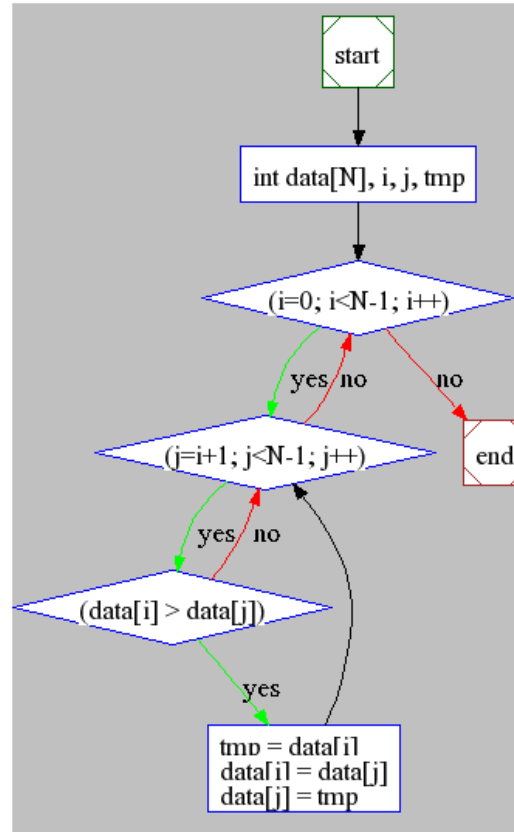 start
int data[N], i, j, tmp
(i=0; i<N-1; i++)
yes
no
no
(j=i+1; j<N-1; j++)
end
yes
no
(data[i] > data[j])
yes
tmp = data[i]
data[i] = data[j]
data[j] = tmp